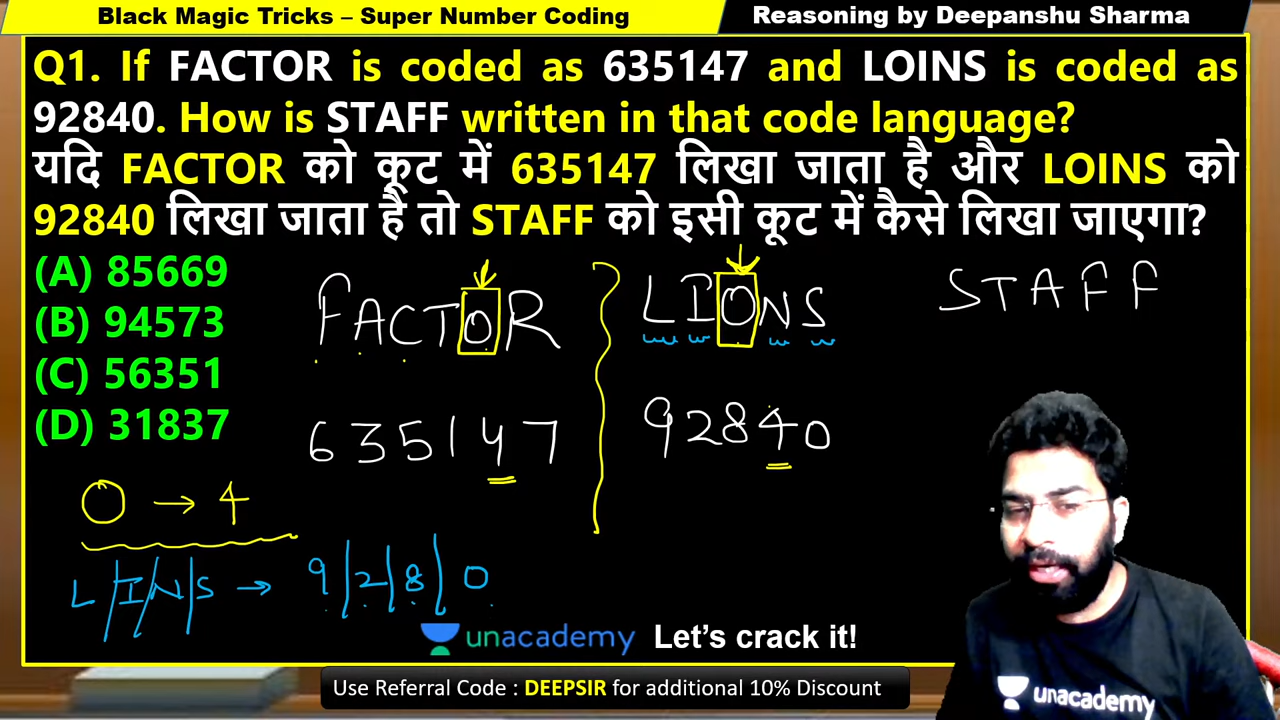 Black Magic Tricks – Super Number Coding
Reasoning by Deepanshu Sharma
Q1. If FACTOR is coded as 635147 and LOINS is coded as
92840. How is STAFF written in that code language?
यदि FACTOR को कूट में 635147 लिखा जाता है और LOINS को
92840 लिखा जाता है तो STAFF को इसी कूट में कैसे लिखा जाएगा?
(A) 85669
(B) 94573
(C) 56351
(D) 31837
FACTOR
LIONS
STAFF
635147
92840
O → 4
L/I/N/S → 9/2/8/0
unacademy Let's crack it!
unacademy
Use Referral Code : DEEPSIR for additional 10% Discount